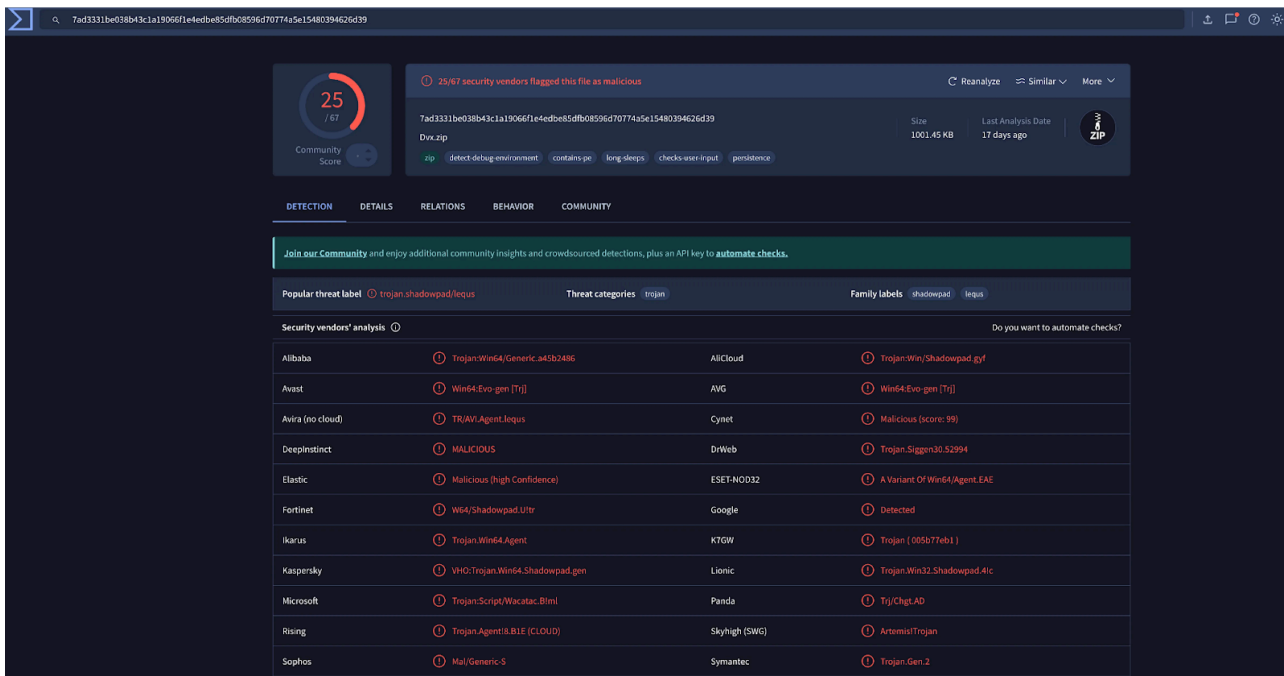 7ad3331be038b43c1a19066f1e4edbe85dfb08596d70774a5e15480394626d39
25
/ 67
Community
Score
25/67 security vendors flagged this file as malicious
Reanalyze
Similar
More
7ad3331be038b43c1a19066f1e4edbe85dfb08596d70774a5e15480394626d39
Dvx.zip
zip
detect-debug-environment
contains-pe
long-sleeps
checks-user-input
persistence
Size
1001.45 KB
Last Analysis Date
17 days ago
ZIP
DETECTION
DETAILS
RELATIONS
BEHAVIOR
COMMUNITY
Join our Community and enjoy additional community insights and crowdsourced detections, plus an API key to automate checks.
Popular threat label
trojan.shadowpad/lequs
Threat categories
trojan
Family labels
shadowpad
lequs
Security vendors' analysis
Do you want to automate checks?
Alibaba
Trojan:Win64/Generic.a45b2486
AliCloud
Trojan:Win/Shadowpad.gyf
Avast
Win64:Evo-gen [Trj]
AVG
Win64:Evo-gen [Trj]
Avira (no cloud)
TR/AVI.Agent.lequs
Cynet
Malicious (score: 99)
DeepInstinct
MALICIOUS
DrWeb
Trojan.Siggen30.52994
Elastic
Malicious (high Confidence)
ESET-NOD32
A Variant Of Win64/Agent.EAE
Fortinet
W64/Shadowpad.U!tr
Google
Detected
Ikarus
Trojan.Win64.Agent
K7GW
Trojan ( 005b77eb1 )
Kaspersky
VHO:Trojan.Win64.Shadowpad.gen
Lionic
Trojan.Win32.Shadowpad.4!c
Microsoft
Trojan:Script/Wacatac.B!ml
Panda
Trj/Chgt.AD
Rising
Trojan.Agent!8.B1E (CLOUD)
Skyhigh (SWG)
Artemis!Trojan
Sophos
Mal/Generic-S
Symantec
Trojan.Gen.2